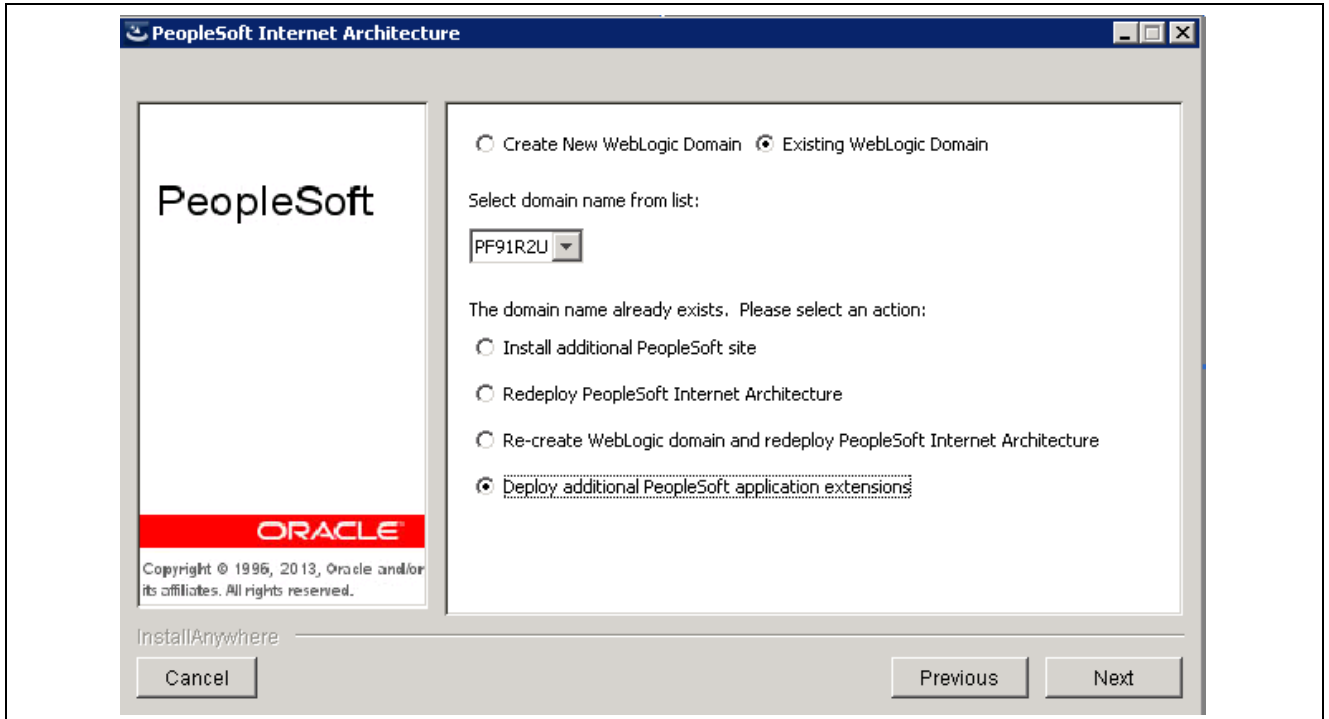 PeopleSoft Internet Architecture
PeopleSoft
Create New WebLogic Domain Existing WebLogic Domain
Select domain name from list:
PF91R2U
The domain name already exists. Please select an action:
Install additional PeopleSoft site
Redeploy PeopleSoft Internet Architecture
Re-create WebLogic domain and redeploy PeopleSoft Internet Architecture
Deploy additional PeopleSoft application extensions
ORACLE
Copyright © 1996, 2013, Oracle and/or
its affiliates. All rights reserved.
InstallAnywhere
Cancel Previous Next